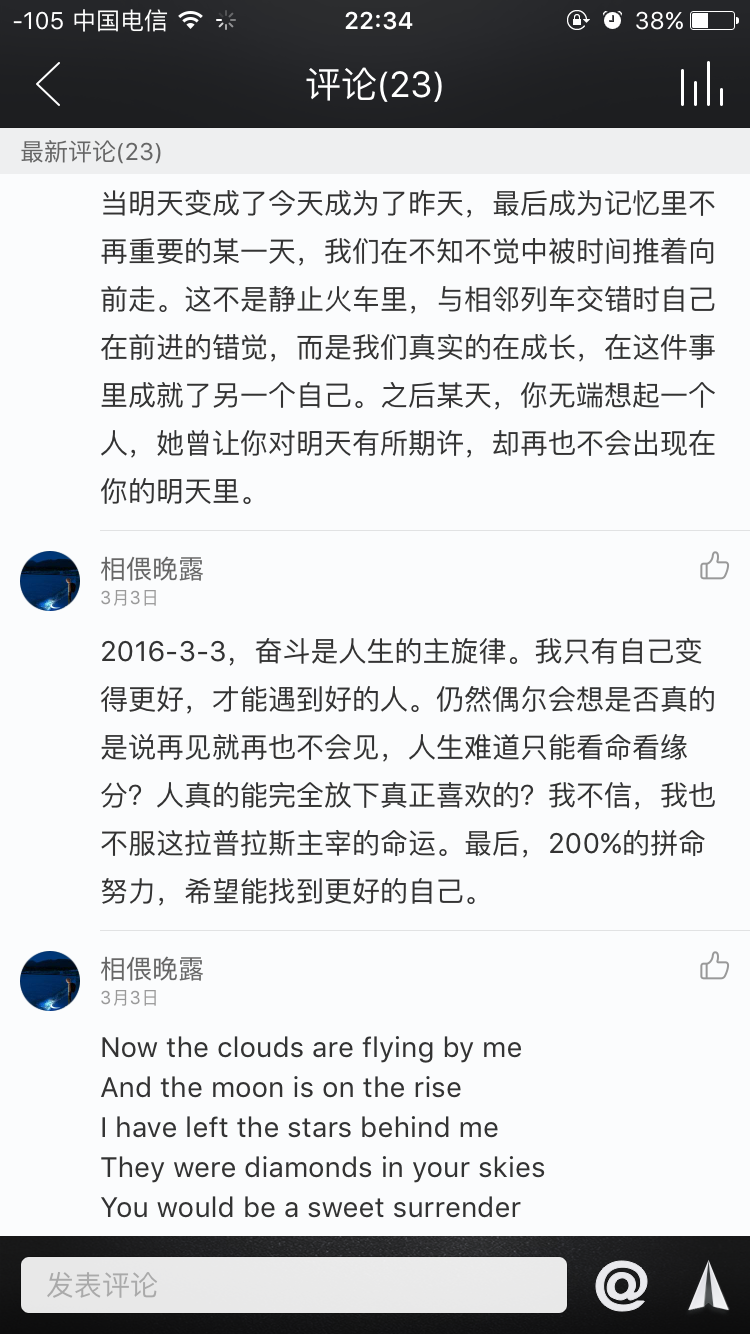 -105 中国电信 22:34 38%
评论(23)
最新评论(23)
当明天变成了今天成为了昨天，最后成为记忆里不
再重要的某一天，我们在不知不觉中被时间推着向
前走。这不是静止火车里，与相邻列车交错时自己
在前进的错觉，而是我们真实的在成长，在这件事
里成就了另一个自己。之后某天，你无端想起一个
人，她曾让你对明天有所期许，却再也不会出现在
你的明天里。
相偎晚露
3月3日
2016-3-3，奋斗是人生的主旋律。我只有自己变
得更好，才能遇到好的人。仍然偶尔会想是否真的
是说再见就再也不会见，人生难道只能看命看缘
分？人真的能完全放下真正喜欢的？我不信，我也
不服这拉普拉斯主宰的命运。最后，200%的拼命
努力，希望能找到更好的自己。
相偎晚露
3月3日
Now the clouds are flying by me
And the moon is on the rise
I have left the stars behind me
They were diamonds in your skies
You would be a sweet surrender
发表评论
@